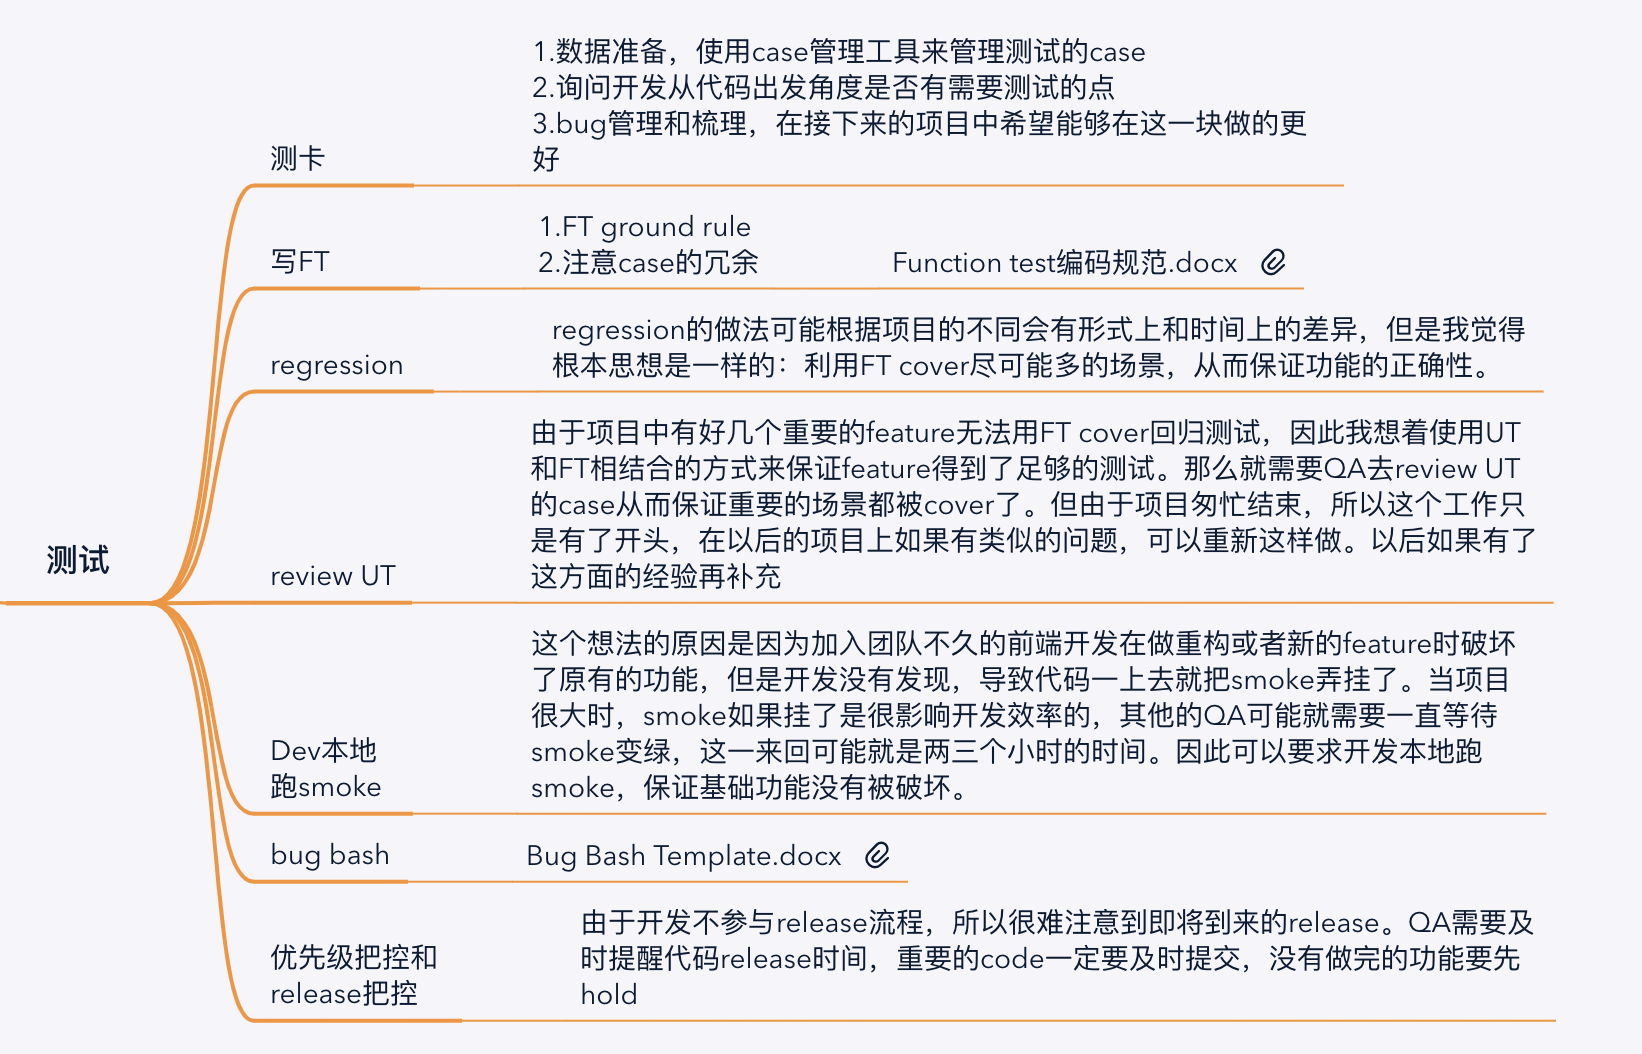 测试
测卡
1.数据准备，使用case管理工具来管理测试的case
2.询问开发从代码出发角度是否有需要测试的点
3.bug管理和梳理，在接下来的项目中希望能够在这一块做的更
好
写FT
1.FT ground rule
2.注意case的冗余
Function test编码规范.docx
regression
regression的做法可能根据项目的不同会有形式上和时间上的差异，但是我觉得
根本思想是一样的：利用FT cover尽可能多的场景，从而保证功能的正确性。
review UT
由于项目中有好几个重要的feature无法用FT cover回归测试，因此我想着使用UT
和FT相结合的方式来保证feature得到了足够的测试。那么就需要QA去review UT
的case从而保证重要的场景都被cover了。但由于项目匆忙结束，所以这个工作只
是有了开头，在以后的项目上如果有类似的问题，可以重新这样做。以后如果有了
这方面的经验再补充
Dev本地
跑smoke
这个想法的原因是因为加入团队不久的前端开发在做重构或者新的feature时破坏
了原有的功能，但是开发没有发现，导致代码一上去就把smoke弄挂了。当项目
很大时，smoke如果挂了是很影响开发效率的，其他的QA可能就需要一直等待
smoke变绿，这一来回可能就是两三个小时的时间。因此可以要求开发本地跑
smoke，保证基础功能没有被破坏。
bug bash
Bug Bash Template.docx
优先级把控和
release把控
由于开发不参与release流程，所以很难注意到即将到来的release。QA需要及
时提醒代码release时间，重要的code一定要及时提交，没有做完的功能要先
hold